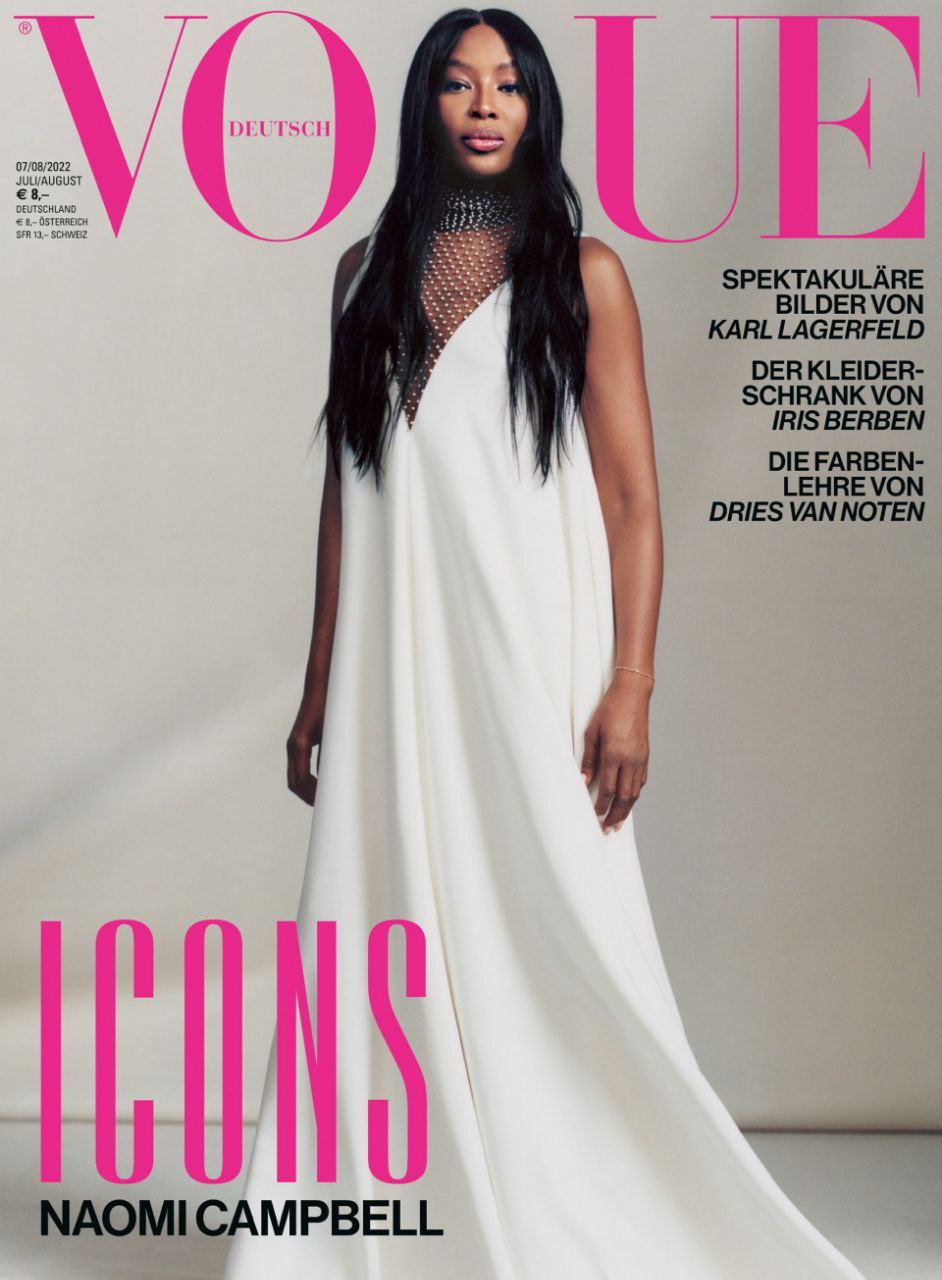 ®
VOGUE
DEUTSCH
07/08/2022
JULI/AUGUST
€ 8,–
DEUTSCHLAND
€ 8,– ÖSTERREICH
SFR 13,– SCHWEIZ
SPEKTAKULÄRE
BILDER VON
KARL LAGERFELD
DER KLEIDER-
SCHRANK VON
IRIS BERBEN
DIE FARBEN-
LEHRE VON
DRIES VAN NOTEN
ICONS
NAOMI CAMPBELL